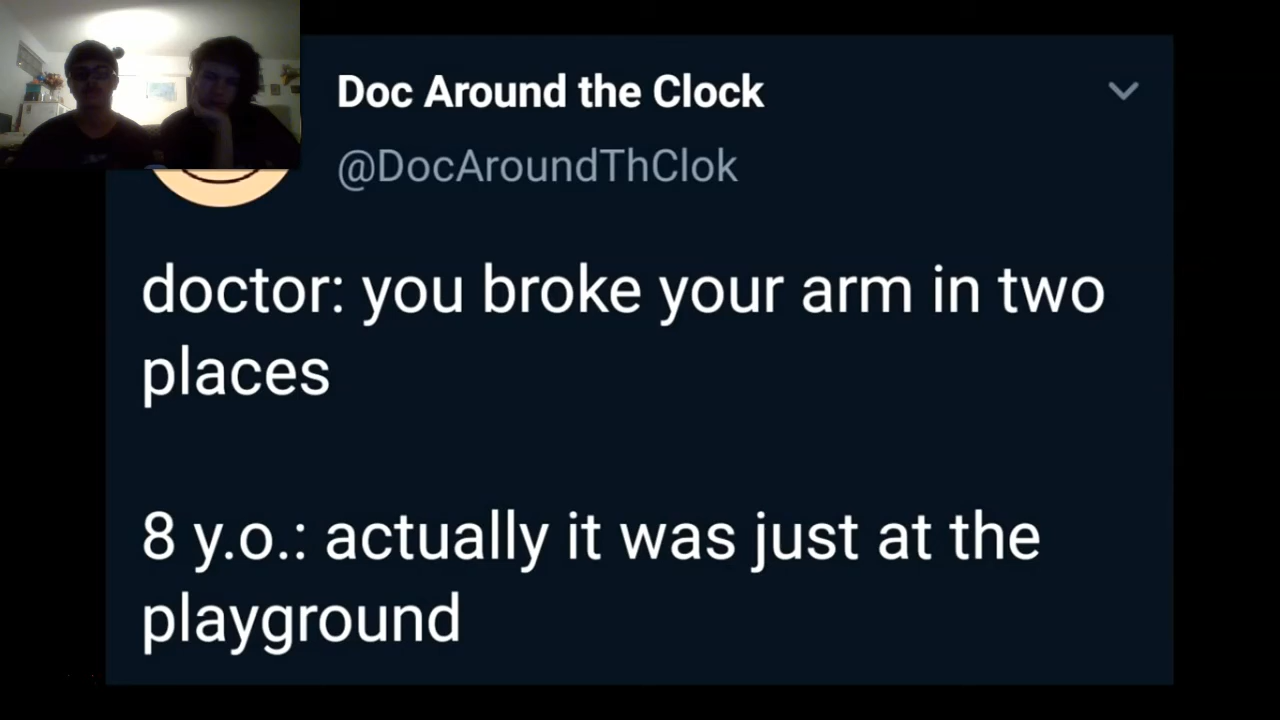 Doc Around the Clock
@DocAroundThClok
doctor: you broke your arm in two
places
8 y.o.: actually it was just at the
playground